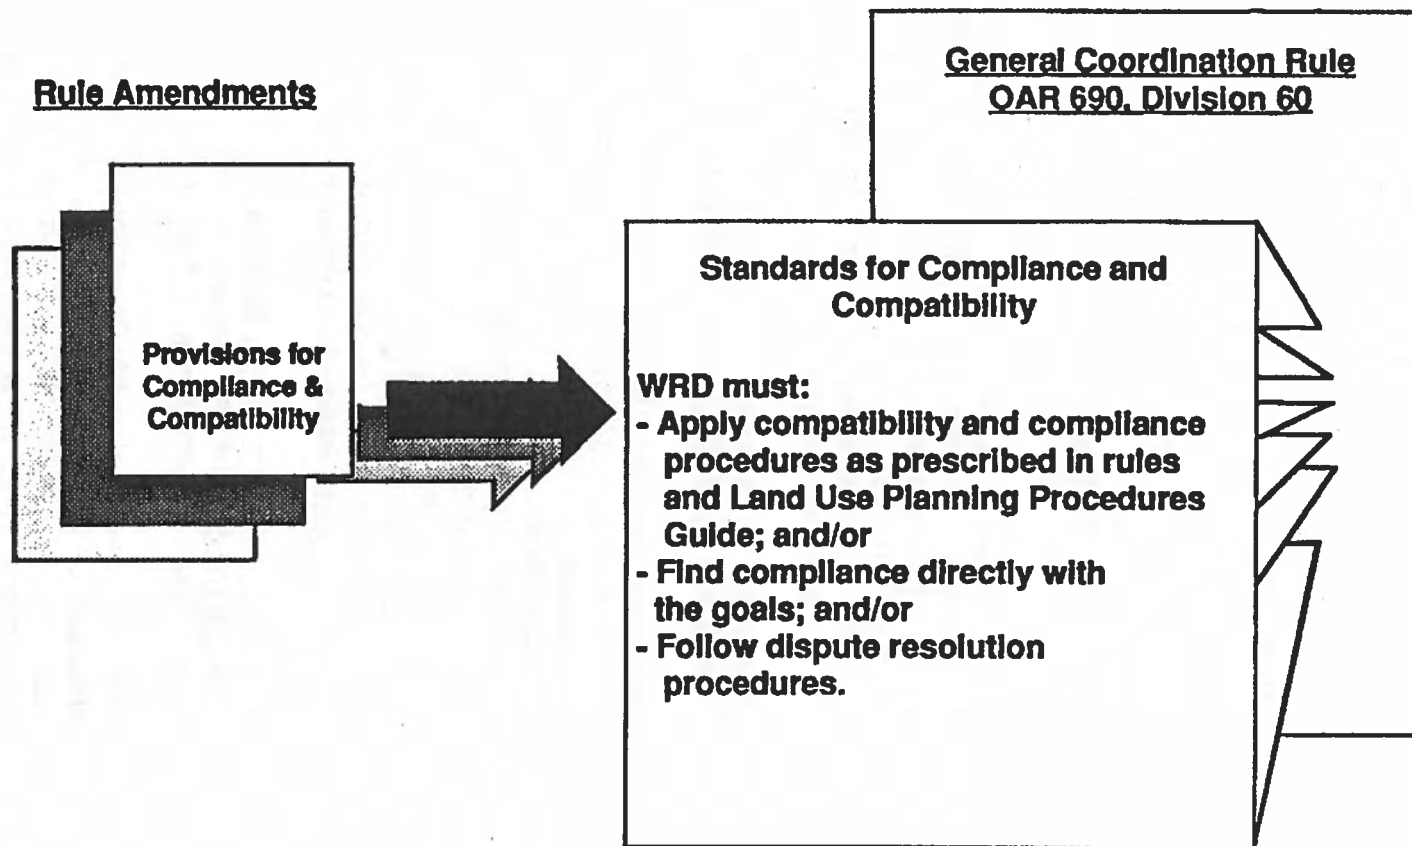 Rule Amendments
General Coordination Rule
OAR 690, Division 60
Provisions for
Compliance &
Compatibility
Standards for Compliance and
Compatibility
WRD must:
- Apply compatibility and compliance
procedures as prescribed in rules
and Land Use Planning Procedures
Guide; and/or
- Find compliance directly with
the goals; and/or
- Follow dispute resolution
procedures.